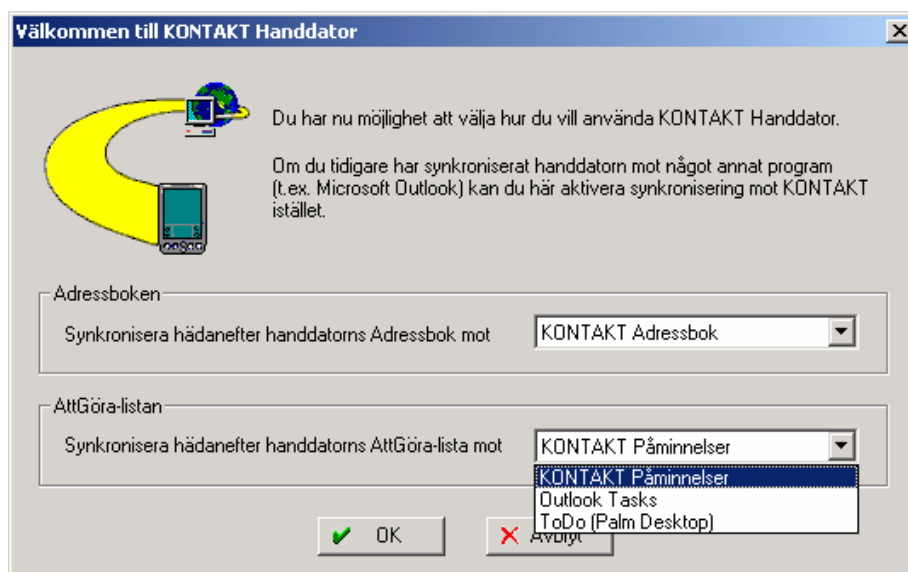 Välkommen till KONTAKT Handdator
Du har nu möjlighet att välja hur du vill använda KONTAKT Handdator.
Om du tidigare har synkroniserat handdatorn mot något annat program
(t.ex. Microsoft Outlook) kan du här aktivera synkronisering mot KONTAKT
istället.
Adressboken
Synkronisera hädanefter handdatorns Adressbok mot
KONTAKT Adressbok
AttGöra-listan
Synkronisera hädanefter handdatorns AttGöra-lista mot
KONTAKT Påminnelser
KONTAKT Påminnelser
Outlook Tasks
ToDo (Palm Desktop)
OK
Avbryt